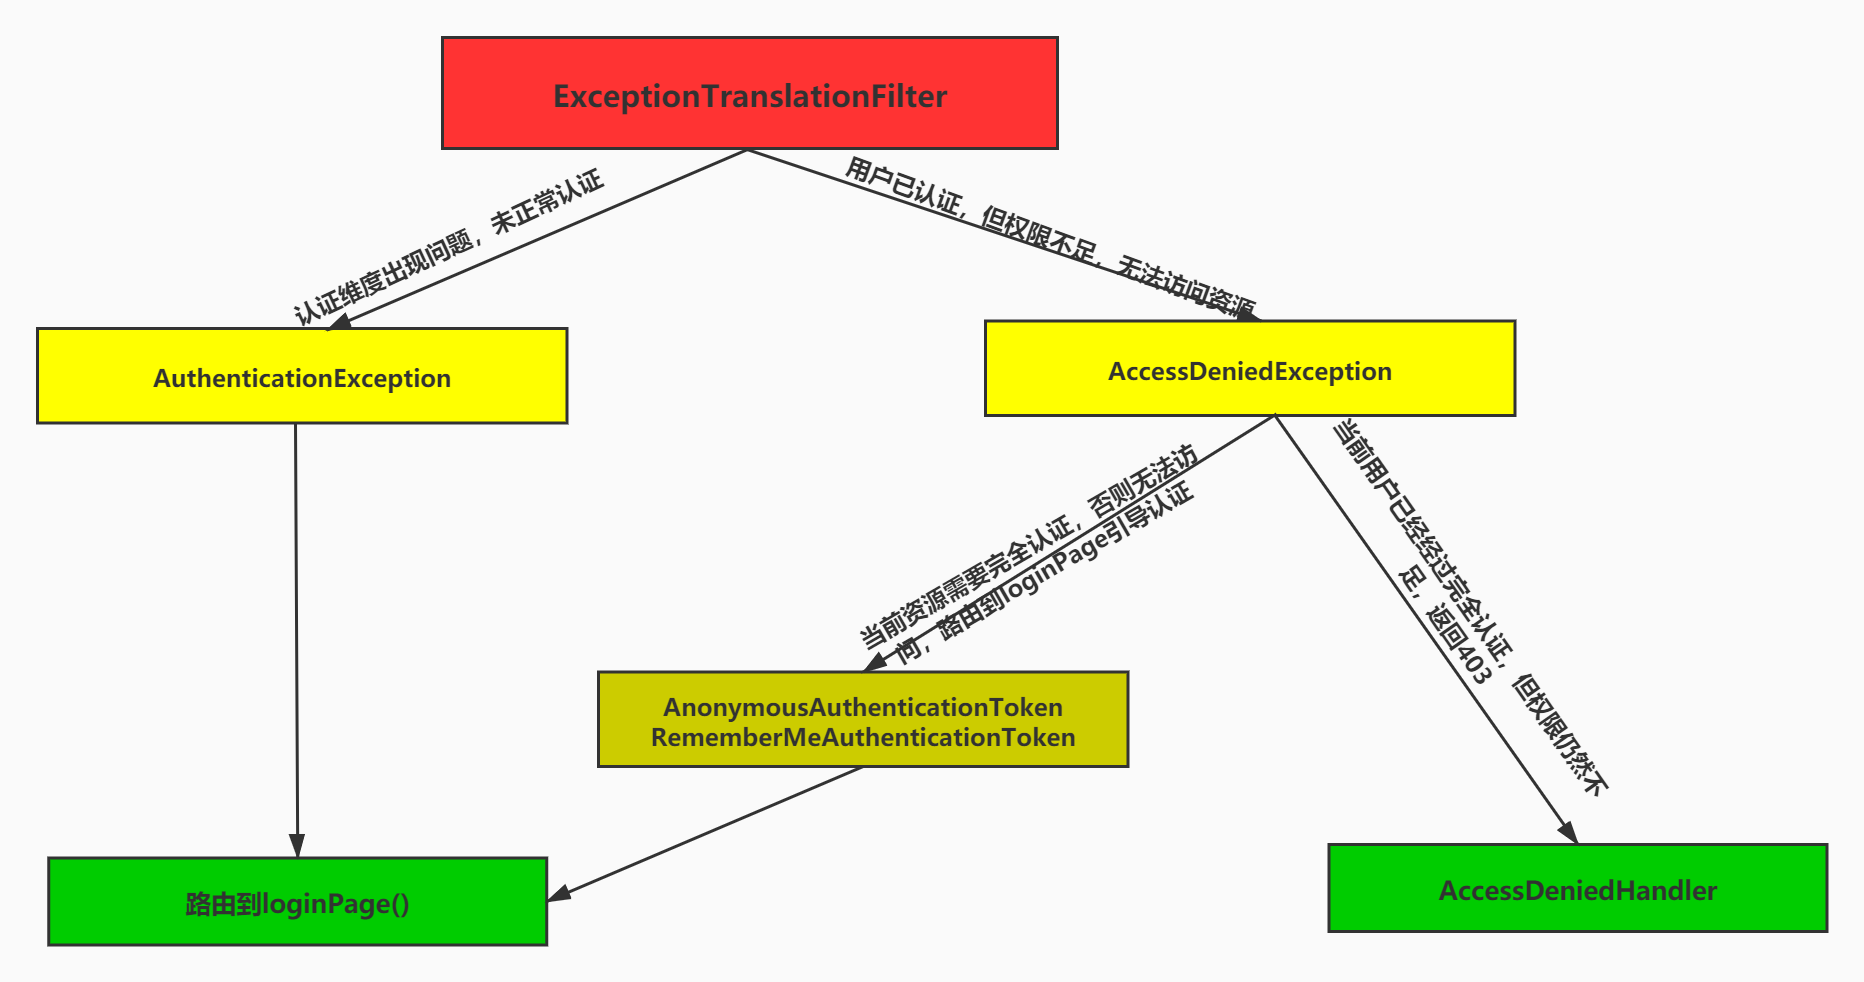 ExceptionTranslationFilter
认证维度出现问题，未正常认证
用户已认证，但权限不足，无法访问资源
AuthenticationException
AccessDeniedException
当前资源需要完全认证，否则无法访
问，路由到loginPage引导认证
当前用户已经经过完全认证，但权限仍然不
足，返回403
AnonymousAuthenticationToken
RememberMeAuthenticationToken
路由到loginPage()
AccessDeniedHandler